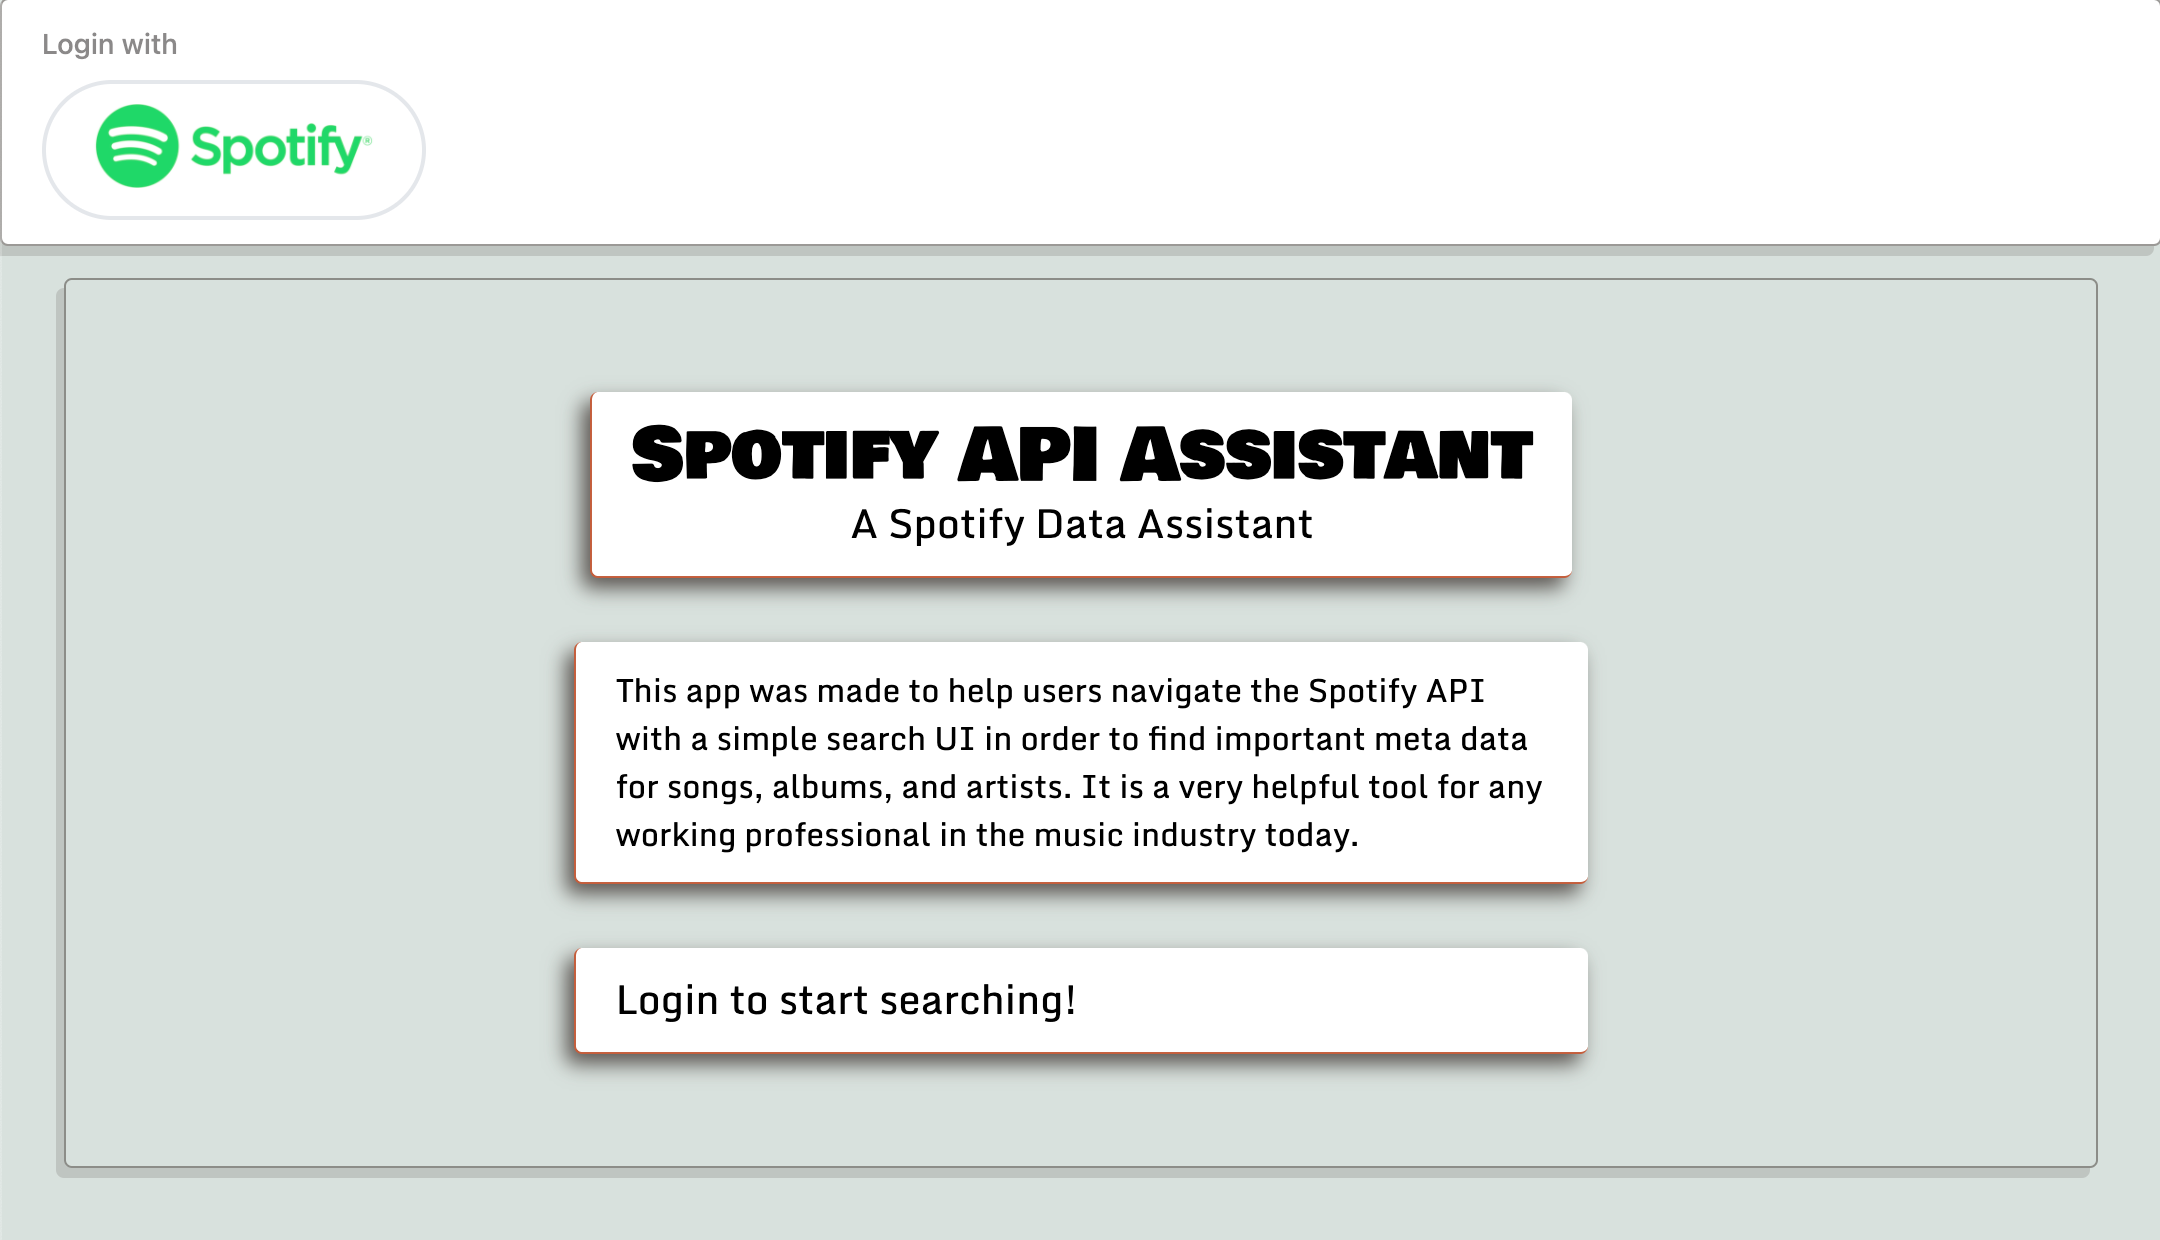 Login with
Spotify®
Spotify API Assistant
A Spotify Data Assistant
This app was made to help users navigate the Spotify API
with a simple search UI in order to find important meta data
for songs, albums, and artists. It is a very helpful tool for any
working professional in the music industry today.
Login to start searching!